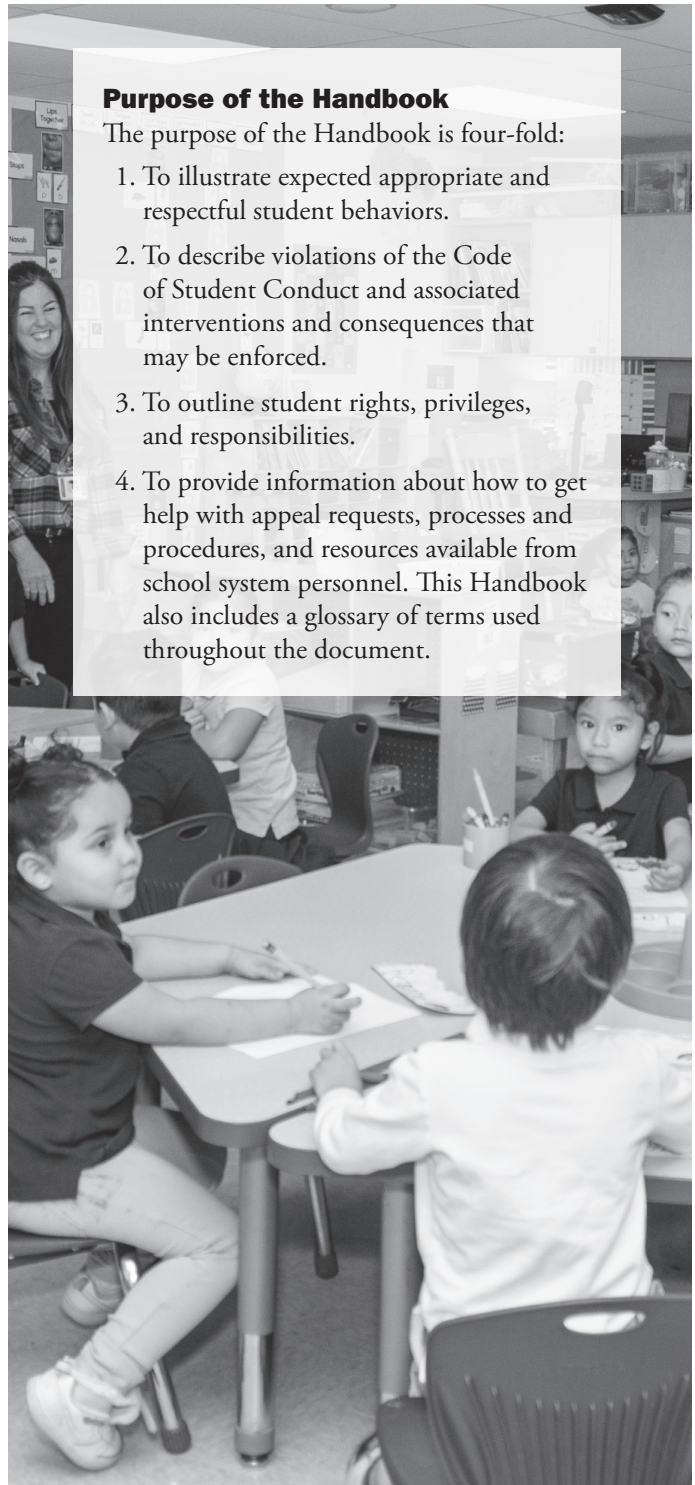 Lips
Together
Stops
Nasals
Purpose of the Handbook
The purpose of the Handbook is four-fold:
1. To illustrate expected appropriate and
respectful student behaviors.
2. To describe violations of the Code
of Student Conduct and associated
interventions and consequences that
may be enforced.
3. To outline student rights, privileges,
and responsibilities.
4. To provide information about how to get
help with appeal requests, processes and
procedures, and resources available from
school system personnel. This Handbook
also includes a glossary of terms used
throughout the document.